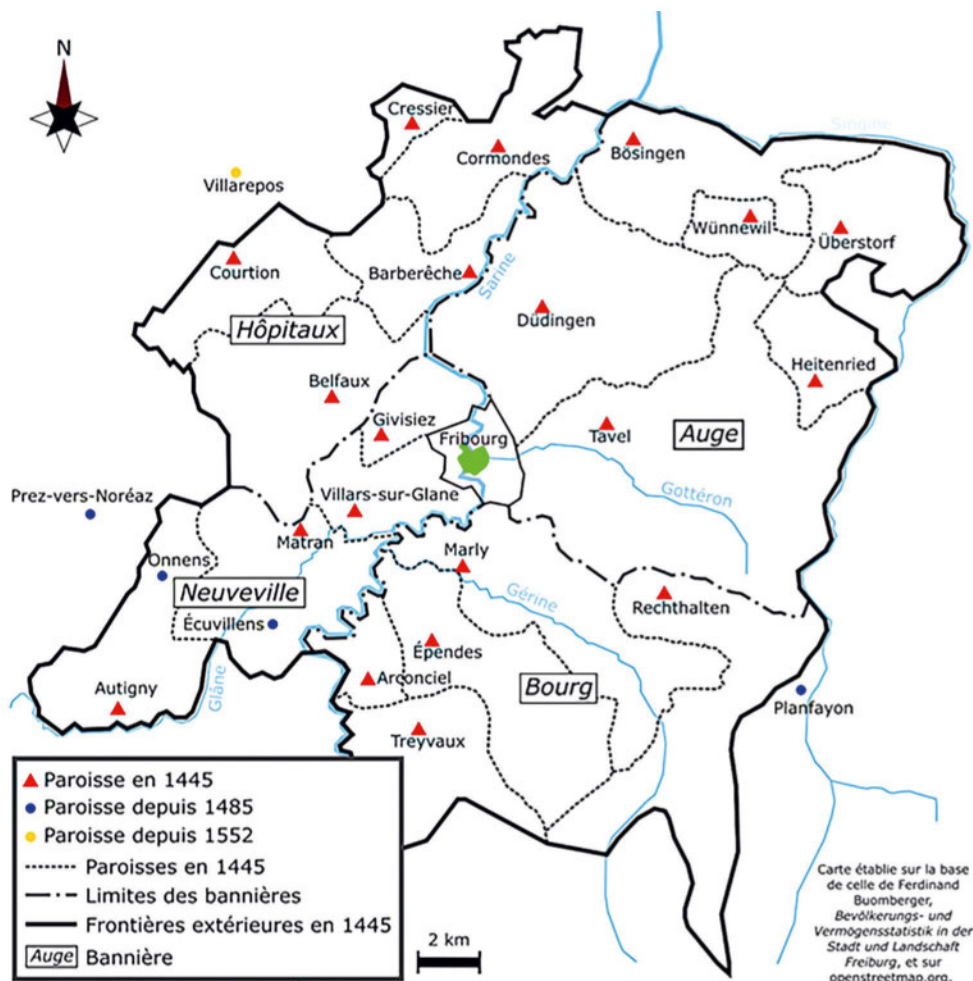 N
Cressier
Cormondes
Bösingen
Singine
Villarepos
Wünnewil
Überstorf
Courtion
Barberêche
Sarine
Düdingen
Hôpitaux
Heitenried
Belfaux
Givisiez
Fribourg
Tavel
Auge
Prez-vers-Noréaz
Villars-sur-Glane
Gottéron
Matran
Marly
Onnens
Neuveville
Gérine
Rechthalten
Écuvillens
Épendes
Autigny
Glâne
Arconciel
Bourg
Planfayon
Treyvaux
Paroisse en 1445
Paroisse depuis 1485
Paroisse depuis 1552
Paroisses en 1445
Limites des bannières
Frontières extérieures en 1445
Auge Bannière
2 km
Carte établie sur la base
de celle de Ferdinand
Buomberger,
Bevölkerungs- und
Vermögensstatistik in der
Stadt und Landschaft
Freiburg, et sur
openstreetmap.org.